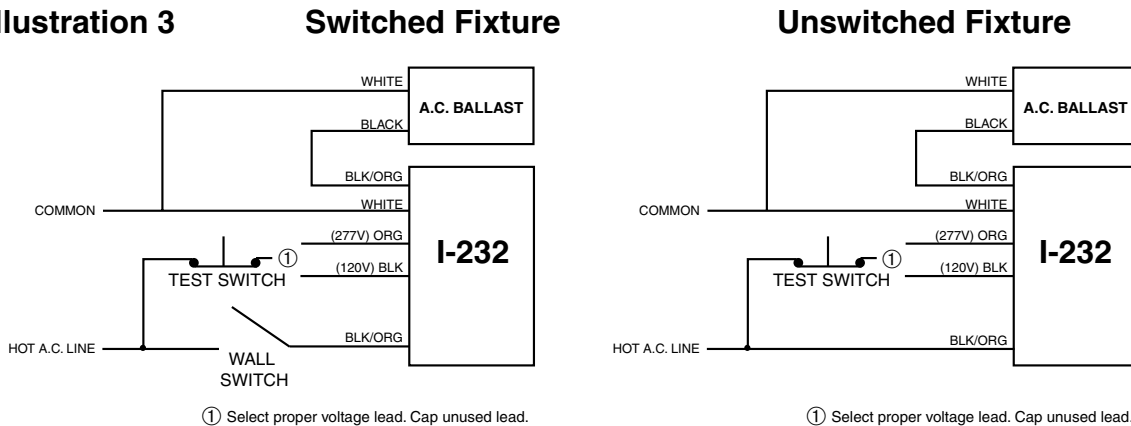 llustration 3
Switched Fixture
WHITE
A.C. BALLAST
BLACK
BLK/ORG
WHITE
COMMON
(277V) ORG
①
I-232
(120V) BLK
TEST SWITCH
BLK/ORG
HOT A.C. LINE
WALL
SWITCH
① Select proper voltage lead. Cap unused lead.
Unswitched Fixture
WHITE
A.C. BALLAST
BLACK
BLK/ORG
WHITE
COMMON
(277V) ORG
①
I-232
(120V) BLK
TEST SWITCH
BLK/ORG
HOT A.C. LINE
① Select proper voltage lead. Cap unused lead.